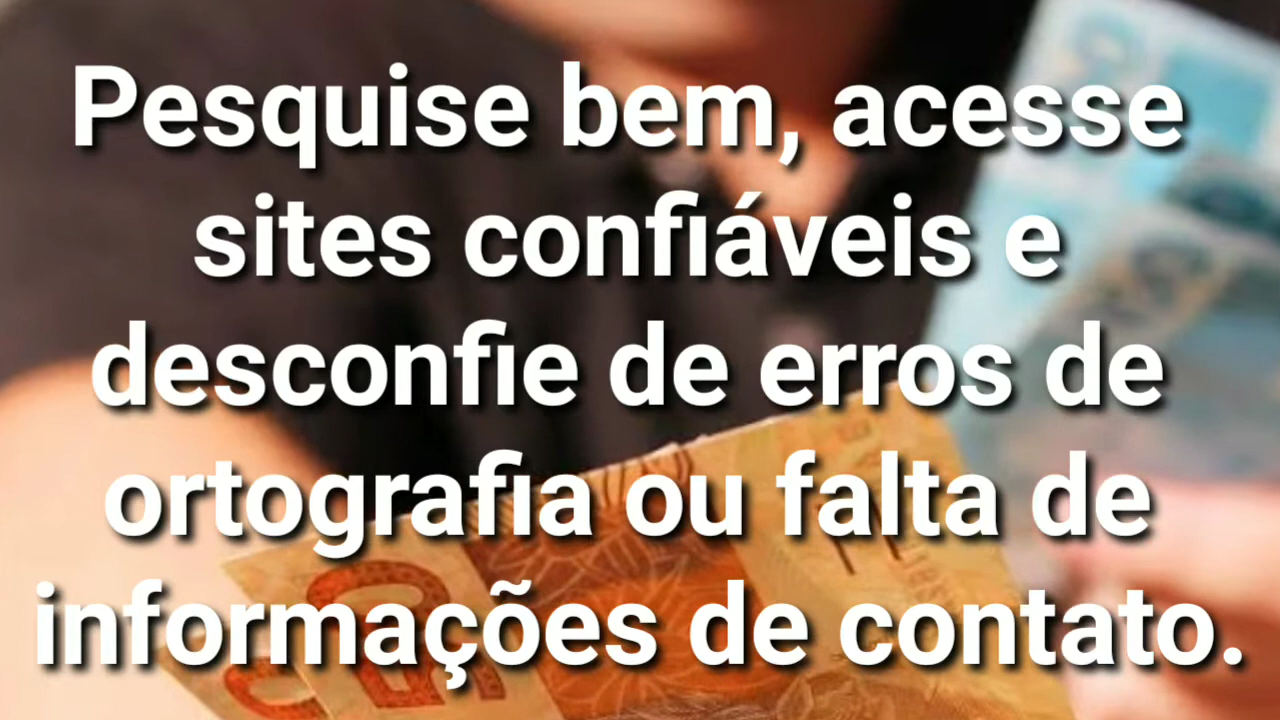 Pesquise bem, acesse
sites confiáveis e
desconfie de erros de
ortografia ou falta de
informações de contato.